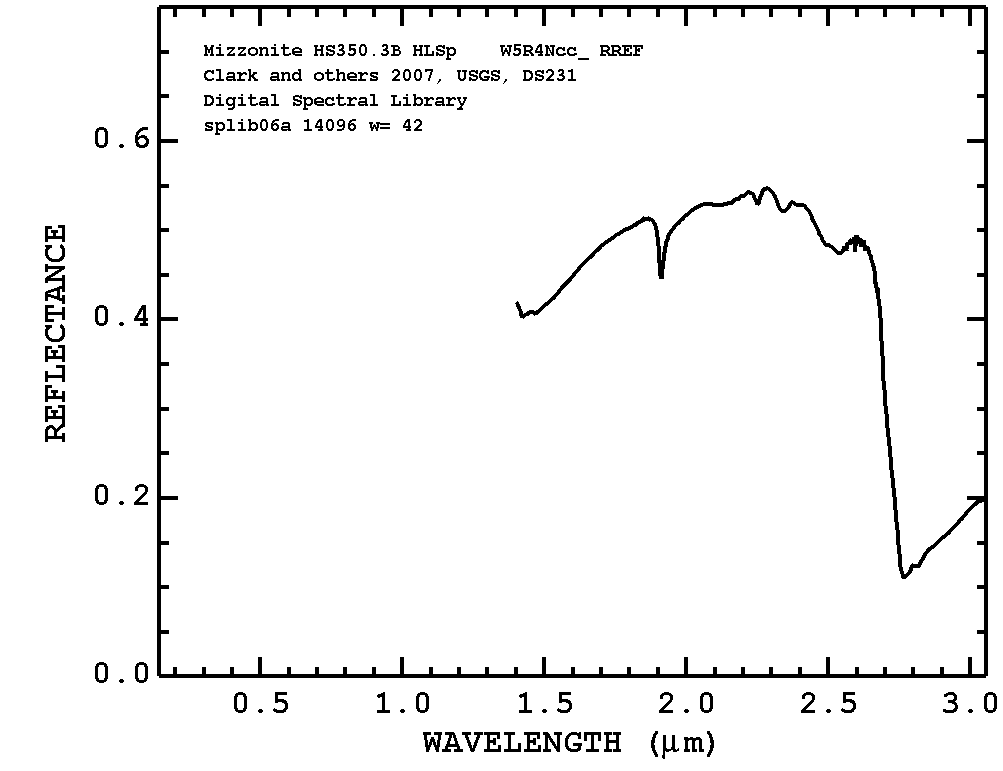 Mizzonite HS350.3B HLSp W5R4Ncc_ RREF
Clark and others 2007, USGS, DS231
Digital Spectral Library
splib06a 14096 w= 42
REFLECTANCE
0.6
0.4
0.2
0.0
0.5 1.0 1.5 2.0 2.5 3.0
WAVELENGTH (μm)